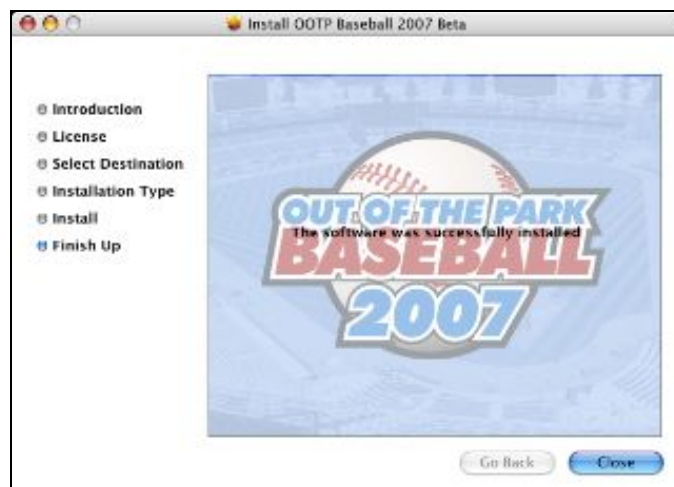 Install OOTP Baseball 2007 Beta
Introduction
License
Select Destination
Installation Type
Install
Finish Up
OUT OF THE PARK
The software was successfully installed
BASEBALL
2007
Go Back
Close